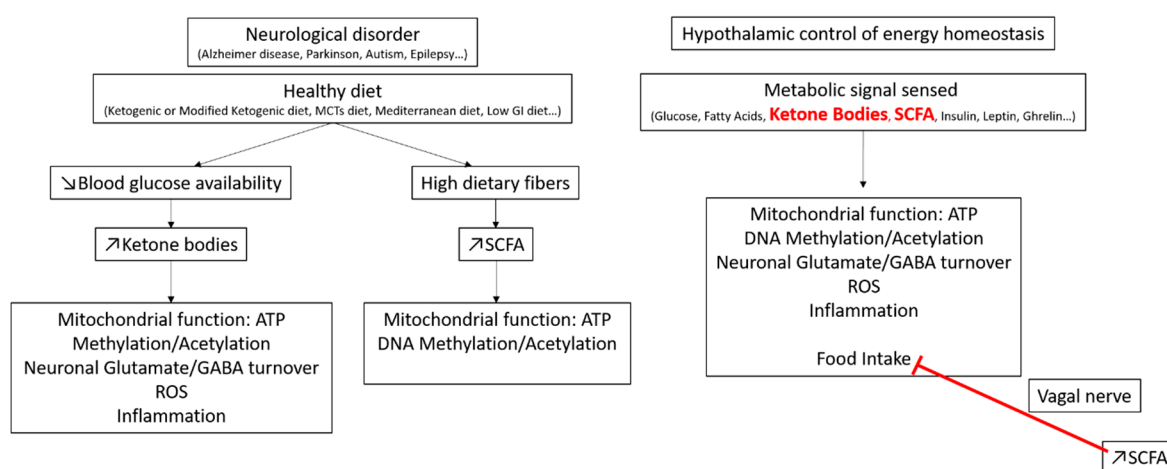 Neurological disorder
(Alzheimer disease, Parkinson, Autism, Epilepsy...)
Healthy diet
(Ketogenic or Modified Ketogenic diet, MCTs diet, Mediterranean diet, Low GI diet...)
↘Blood glucose availability
High dietary fibers
↗Ketone bodies
↗SCFA
Mitochondrial function: ATP
Methylation/Acetylation
Neuronal Glutamate/GABA turnover
ROS
Inflammation
Mitochondrial function: ATP
DNA Methylation/Acetylation
Hypothalamic control of energy homeostasis
Metabolic signal sensed
(Glucose, Fatty Acids, Ketone Bodies, SCFA, Insulin, Leptin, Ghrelin...)
Mitochondrial function: ATP
DNA Methylation/Acetylation
Neuronal Glutamate/GABA turnover
ROS
Inflammation
Food Intake
Vagal nerve
↗SCFA